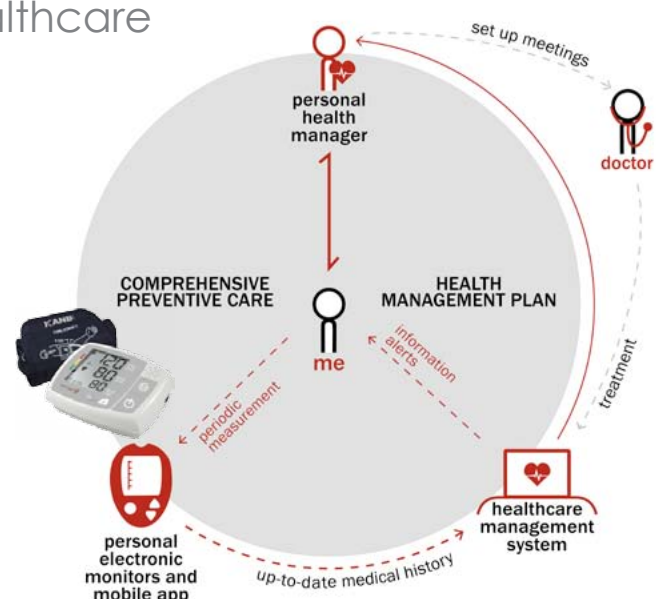 althcare
set up meetings
personal
health
manager
doctor
COMPREHENSIVE
PREVENTIVE CARE
HEALTH
MANAGEMENT PLAN
me
information
alerts
treatment
periodic
measurement
120
80
80
healthcare
management
system
personal
electronic
monitors and
mobile app
up-to-date medical history